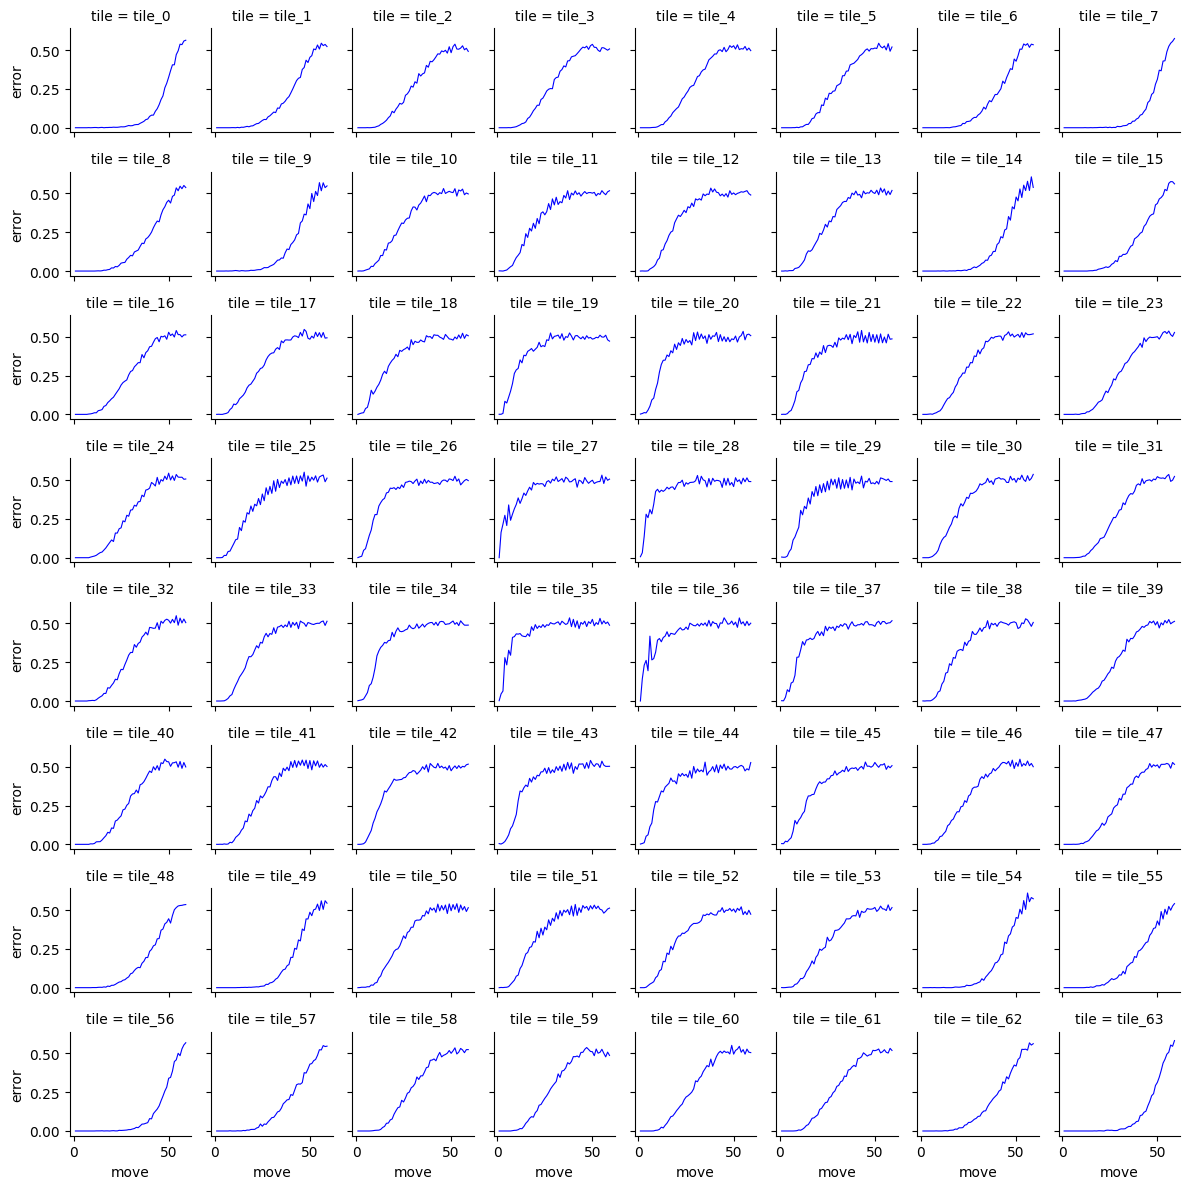 tile = tile_0 tile = tile_1 tile = tile_2 tile = tile_3 tile = tile_4 tile = tile_5 tile = tile_6 tile = tile_7
0.50
0.25
0.00
error
tile = tile_8 tile = tile_9 tile = tile_10 tile = tile_11 tile = tile_12 tile = tile_13 tile = tile_14 tile = tile_15
0.50
0.25
0.00
error
tile = tile_16 tile = tile_17 tile = tile_18 tile = tile_19 tile = tile_20 tile = tile_21 tile = tile_22 tile = tile_23
0.50
0.25
0.00
error
tile = tile_24 tile = tile_25 tile = tile_26 tile = tile_27 tile = tile_28 tile = tile_29 tile = tile_30 tile = tile_31
0.50
0.25
0.00
error
tile = tile_32 tile = tile_33 tile = tile_34 tile = tile_35 tile = tile_36 tile = tile_37 tile = tile_38 tile = tile_39
0.50
0.25
0.00
error
tile = tile_40 tile = tile_41 tile = tile_42 tile = tile_43 tile = tile_44 tile = tile_45 tile = tile_46 tile = tile_47
0.50
0.25
0.00
error
tile = tile_48 tile = tile_49 tile = tile_50 tile = tile_51 tile = tile_52 tile = tile_53 tile = tile_54 tile = tile_55
0.50
0.25
0.00
error
tile = tile_56 tile = tile_57 tile = tile_58 tile = tile_59 tile = tile_60 tile = tile_61 tile = tile_62 tile = tile_63
0.50
0.25
0.00
error
0 50 0 50 0 50 0 50 0 50 0 50 0 50 0 50
move move move move move move move move